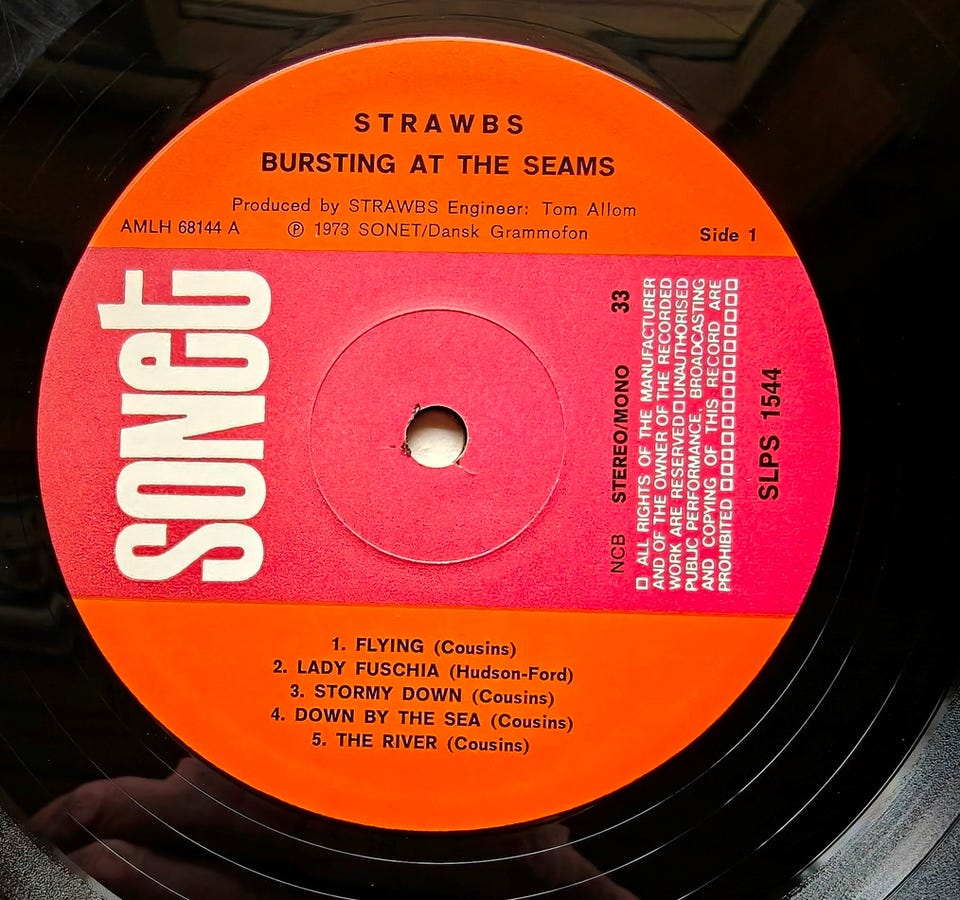 STRAWBS
BURSTING AT THE SEAMS
Produced by STRAWBS Engineer: Tom Allom
AMLH 68144 A
℗ 1973 SONET/Dansk Grammofon
Side 1
SONET
NCB STEREO/MONO 33
□ ALL RIGHTS OF THE MANUFACTURER
AND OF THE OWNER OF THE RECORDED
WORK ARE RESERVED □ UNAUTHORISED
PUBLIC PERFORMANCE, BROADCASTING
AND COPYING OF THIS RECORD ARE
PROHIBITED □□□□□□□□□□□□□
SLPS 1544
1. FLYING (Cousins)
2. LADY FUSCHIA (Hudson-Ford)
3. STORMY DOWN (Cousins)
4. DOWN BY THE SEA (Cousins)
5. THE RIVER (Cousins)